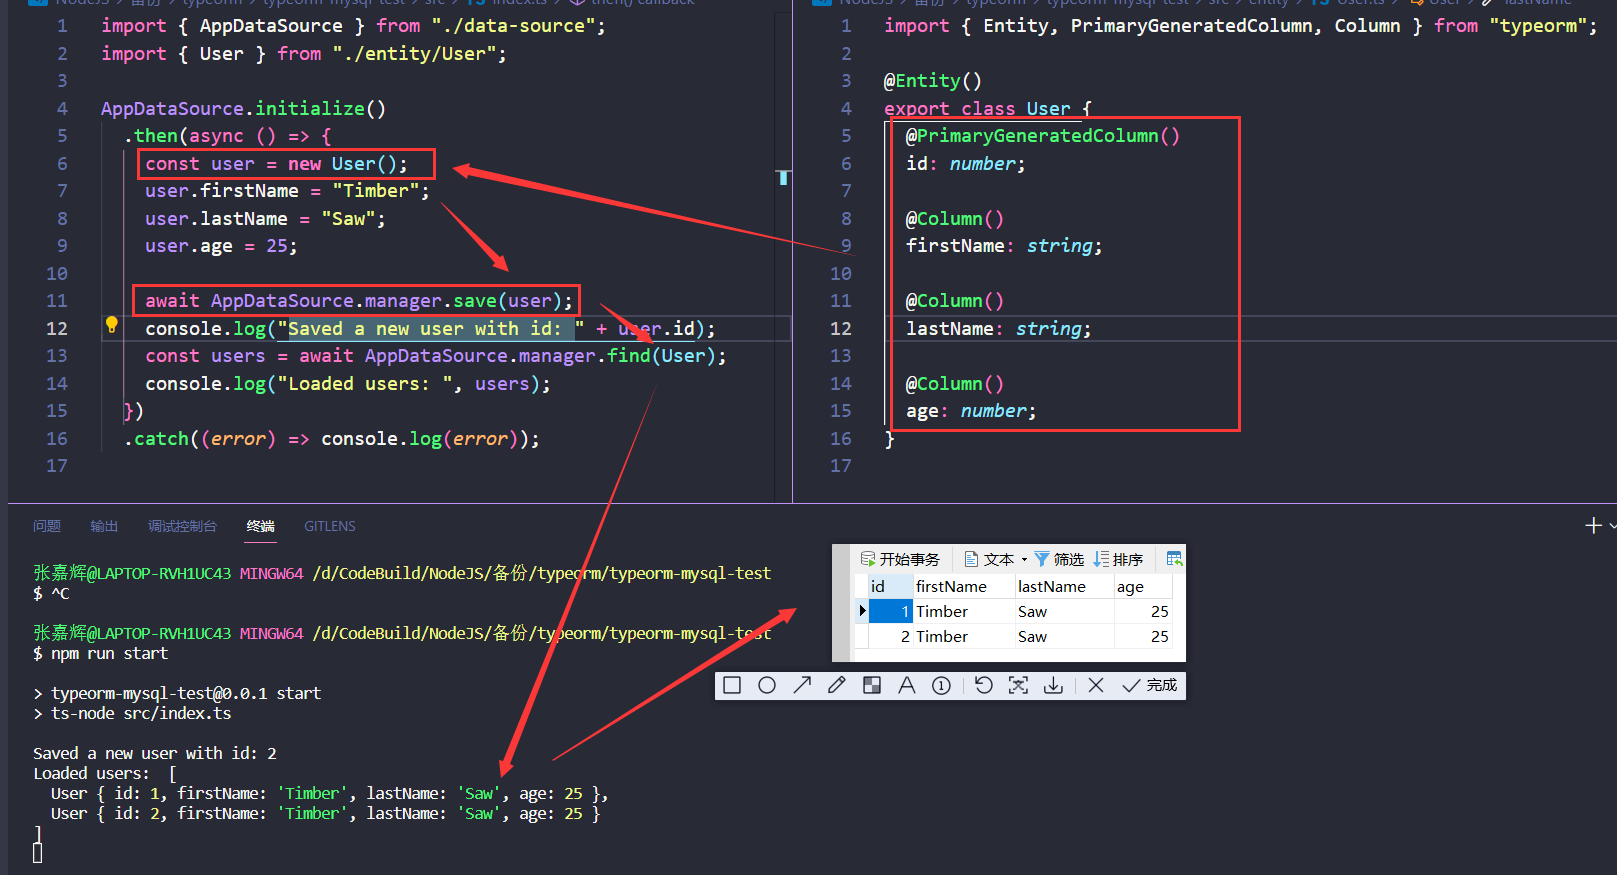 NodeJS > 备份 > typeorm > typeorm-mysql-test > src > TS index.ts > then() callback
1 import { AppDataSource } from "./data-source";
2 import { User } from "./entity/User";
3
4 AppDataSource.initialize()
5 .then(async () => {
6 const user = new User();
7 user.firstName = "Timber";
8 user.lastName = "Saw";
9 user.age = 25;
10
11 await AppDataSource.manager.save(user);
12 console.log("Saved a new user with id: " + user.id);
13 const users = await AppDataSource.manager.find(User);
14 console.log("Loaded users: ", users);
15 })
16 .catch((error) => console.log(error));
17
NodeJS > 备份 > typeorm > typeorm-mysql-test > src > entity > TS User.ts > User > lastName
1 import { Entity, PrimaryGeneratedColumn, Column } from "typeorm";
2
3 @Entity()
4 export class User {
5 @PrimaryGeneratedColumn()
6 id: number;
7
8 @Column()
9 firstName: string;
10
11 @Column()
12 lastName: string;
13
14 @Column()
15 age: number;
16 }
17
问题 输出 调试控制台 终端 GITLENS
张嘉辉@LAPTOP-RVH1UC43 MINGW64 /d/CodeBuild/NodeJS/备份/typeorm/typeorm-mysql-test
$ ^C
张嘉辉@LAPTOP-RVH1UC43 MINGW64 /d/CodeBuild/NodeJS/备份/typeorm/typeorm-mysql-test
$ npm run start
> typeorm-mysql-test@0.0.1 start
> ts-node src/index.ts
Saved a new user with id: 2
Loaded users: [
User { id: 1, firstName: 'Timber', lastName: 'Saw', age: 25 },
User { id: 2, firstName: 'Timber', lastName: 'Saw', age: 25 }
]
开始事务 文本 筛选 排序
id firstName lastName age
1 Timber Saw 25
2 Timber Saw 25
完成